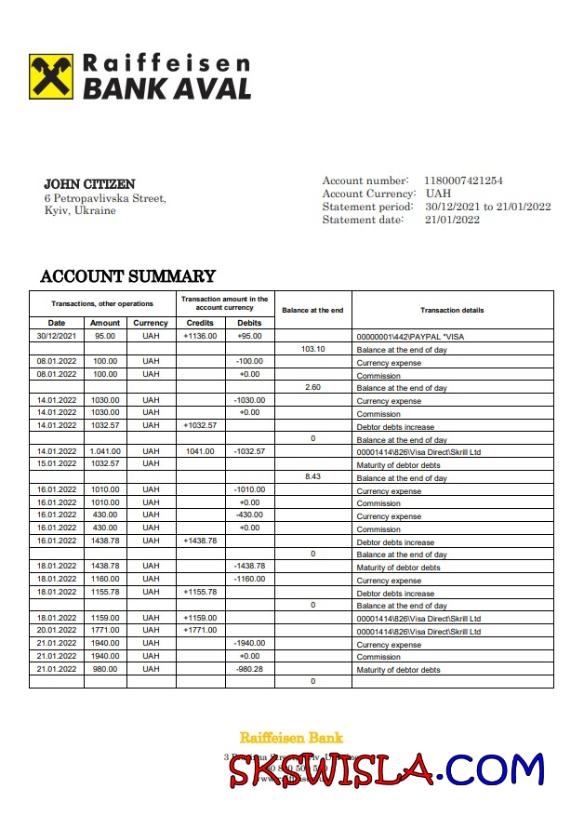 Raiffeisen
BANK AVAL
JOHN CITIZEN
6 Petropavlivska Street,
Kyiv, Ukraine
Account number: 1180007421254
Account Currency: UAH
Statement period: 30/12/2021 to 21/01/2022
Statement date: 21/01/2022
ACCOUNT SUMMARY
Transactions, other operations Transaction amount in the account currency Balance at the end Transaction details
Date Amount Currency Credits Debits
30/12/2021 95.00 UAH +1136.00 +95.00 00000001\442\PAYPAL *VISA
103.10 Balance at the end of day
08.01.2022 100.00 UAH -100.00 Currency expense
08.01.2022 100.00 UAH +0.00 Commission
2.60 Balance at the end of day
14.01.2022 1030.00 UAH -1030.00 Currency expense
14.01.2022 1030.00 UAH +0.00 Commission
14.01.2022 1032.57 UAH +1032.57 Debtor debts increase
0 Balance at the end of day
14.01.2022 1.041.00 UAH 1041.00 -1032.57 00001414\826\Visa Direct\Skrill Ltd
15.01.2022 1032.57 UAH Maturity of debtor debts
8.43 Balance at the end of day
16.01.2022 1010.00 UAH -1010.00 Currency expense
16.01.2022 1010.00 UAH +0.00 Commission
16.01.2022 430.00 UAH -430.00 Currency expense
16.01.2022 430.00 UAH +0.00 Commission
16.01.2022 1438.78 UAH +1438.78 Debtor debts increase
0 Balance at the end of day
18.01.2022 1438.78 UAH -1438.78 Maturity of debtor debts
18.01.2022 1160.00 UAH -1160.00 Currency expense
18.01.2022 1155.78 UAH +1155.78 Debtor debts increase
0 Balance at the end of day
18.01.2022 1159.00 UAH +1159.00 00001414\826\Visa Direct\Skrill Ltd
20.01.2022 1771.00 UAH +1771.00 00001414\826\Visa Direct\Skrill Ltd
21.01.2022 1940.00 UAH -1940.00 Currency expense
21.01.2022 1940.00 UAH +0.00 Commission
21.01.2022 980.00 UAH -980.28 Maturity of debtor debts
0
Raiffeisen Bank
SKSWISLA.COM